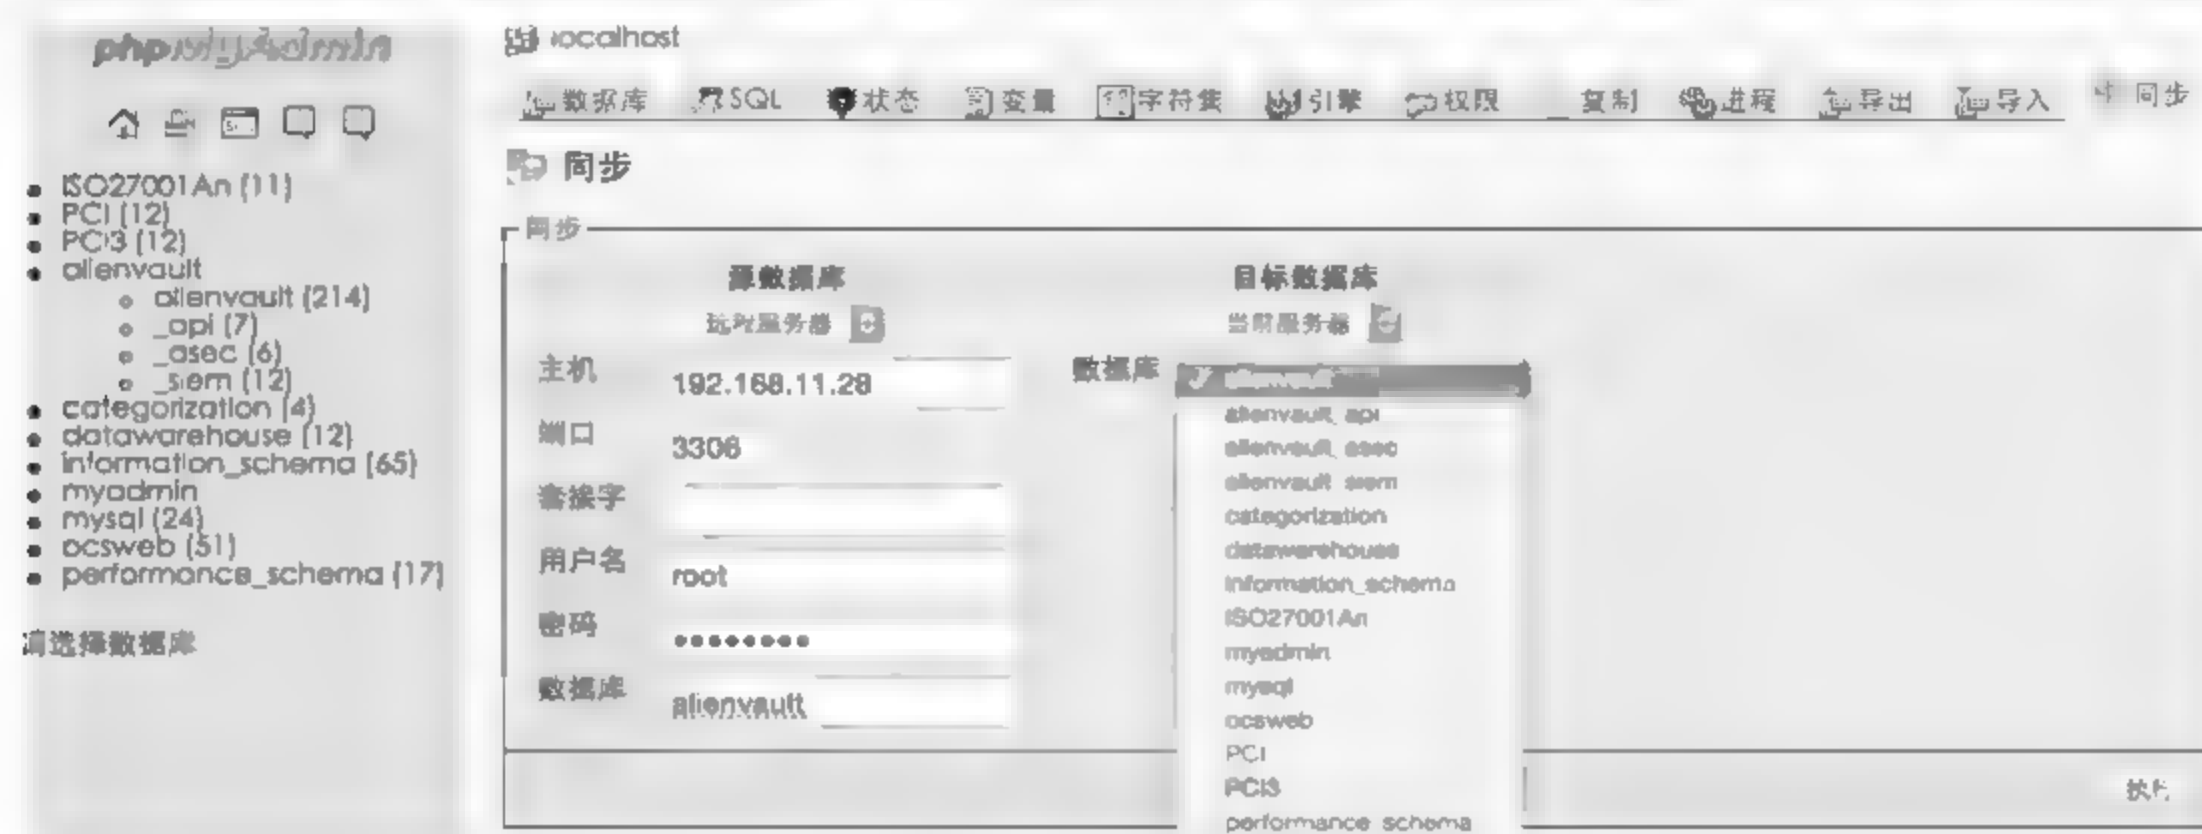 phpMyAdmin
ISO27001An (11)
PCI (12)
PCI3 (12)
alienvault
alienvault (214)
_api (7)
_asec (6)
_siem (12)
categorization (4)
datawarehouse (12)
information_schema (65)
myadmin
mysql (24)
ocsweb (51)
performance_schema (17)
请选择数据库
localhost
数据库 SQL 状态 变量 字符集 引擎 权限 复制 进程 导出 导入 同步
同步
同步
源数据库 目标数据库
远程服务器 当前服务器
主机 192.168.11.28 数据库 alienvault
端口 3306
套接字
用户名 root
密码 ••••••••
数据库 alienvault
alienvault_api
alienvault_asec
alienvault_siem
categorization
datawarehouse
information_schema
ISO27001An
myadmin
mysql
ocsweb
PCI
PCI3
performance_schema
执行